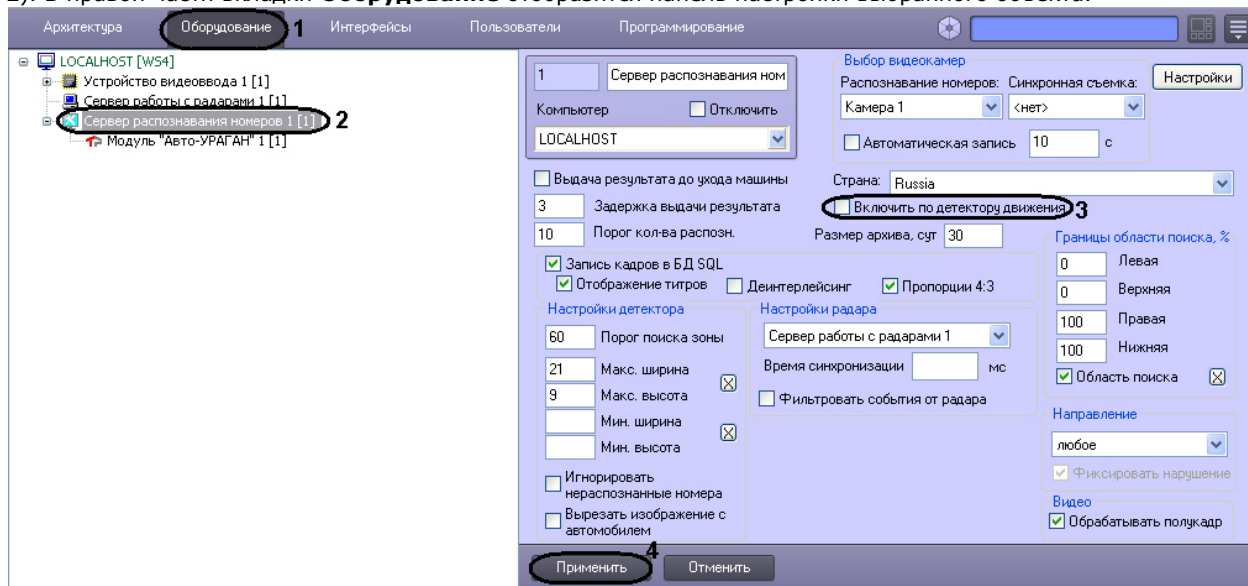 2). В правой части вкладки Оборудование отобразится панель настройки выбранного объекта.
Архитектура Оборудование 1 Интерфейсы Пользователи Программирование
LOCALHOST [WS4]
Устройство видеоввода 1 [1]
Сервер работы с радарами 1 [1]
Сервер распознавания номеров 1 [1] 2
Модуль "Авто-УРАГАН" 1 [1]
1 Сервер распознавания ном
Компьютер Отключить
LOCALHOST
Выбор видеокамер
Распознавание номеров: Синхронная съемка: Настройки
Камера 1 <нет>
Автоматическая запись 10 с
Выдача результата до ухода машины
3 Задержка выдачи результата
10 Порог кол-ва распозн.
Страна: Russia
Включить по детектору движения 3
Размер архива, сут 30
Запись кадров в БД SQL
Отображение титров Деинтерлейсинг Пропорции 4:3
Границы области поиска, %
0 Левая
0 Верхняя
100 Правая
100 Нижняя
Область поиска
Настройки детектора
60 Порог поиска зоны
21 Макс. ширина
9 Макс. высота
Мин. ширина
Мин. высота
Игнорировать
нераспознанные номера
Вырезать изображение с
автомобилем
Настройки радара
Сервер работы с радарами 1
Время синхронизации мс
Фильтровать события от радара
Направление
любое
Фиксировать нарушение
Видео
Обрабатывать полукадр
Применить 4 Отменить